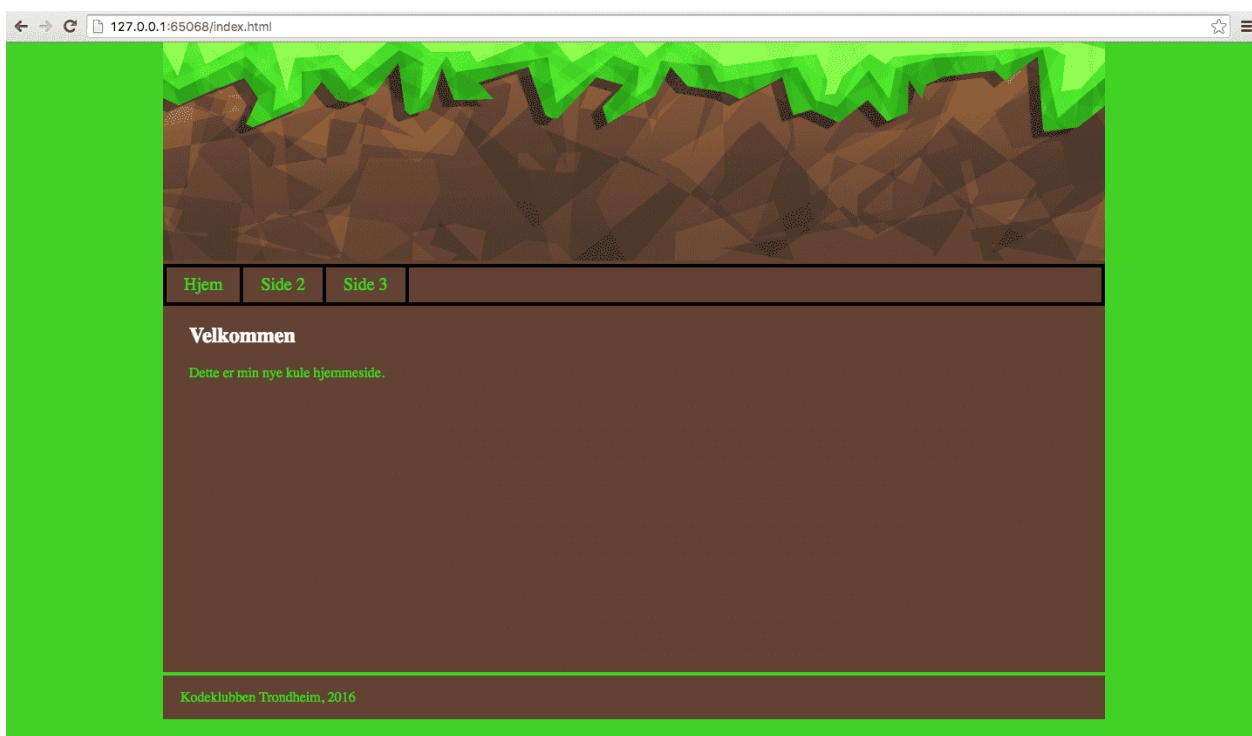 127.0.0.1:65068/index.html
Hjem Side 2 Side 3
Velkommen
Dette er min nye kule hjemmeside.
Kodeklubben Trondheim, 2016